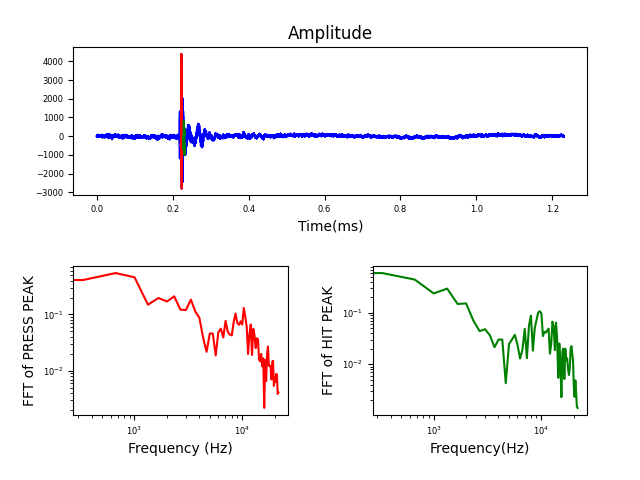 Amplitude
4000
3000
2000
1000
0
−1000
−2000
−3000
0.0 0.2 0.4 0.6 0.8 1.0 1.2
Time(ms)
FFT of PRESS PEAK
10⁻¹
10⁻²
10³ 10⁴
Frequency (Hz)
FFT of HIT PEAK
10⁻¹
10⁻²
10³ 10⁴
Frequency(Hz)